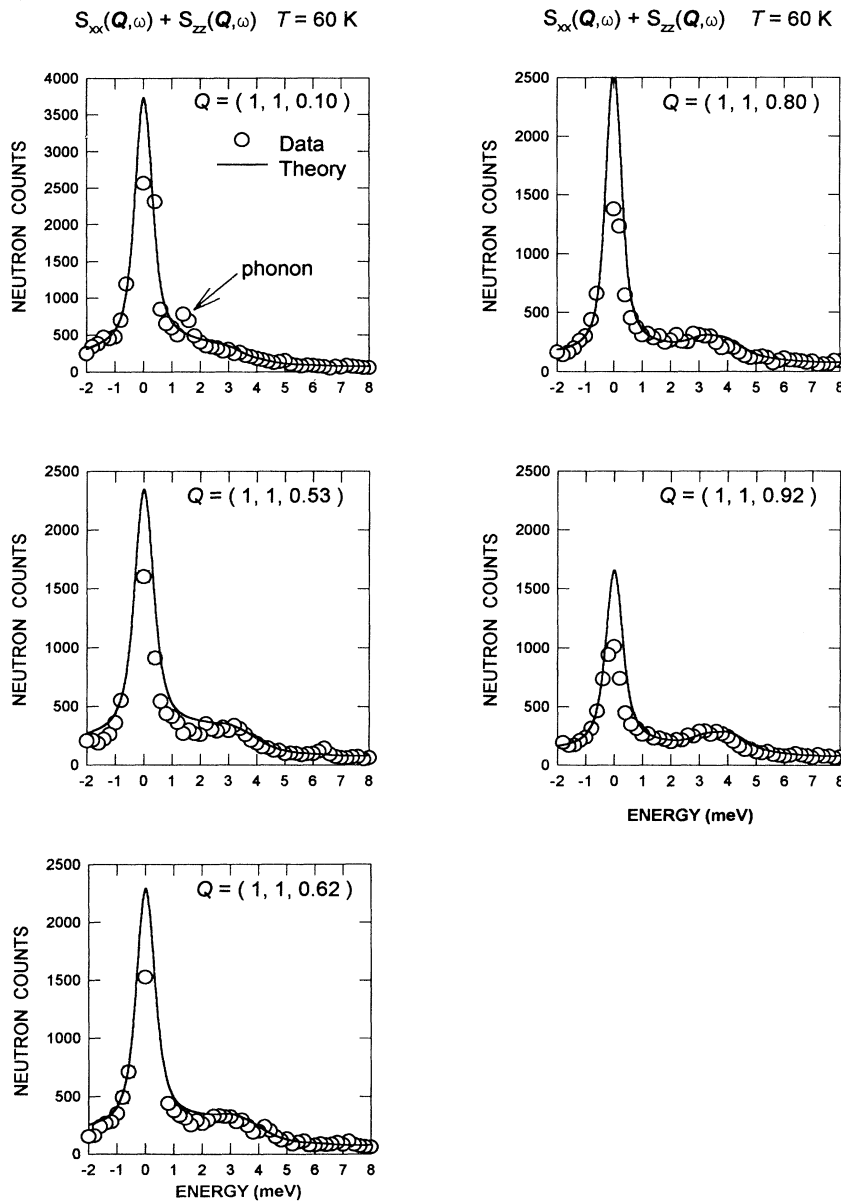 S_xx(Q,ω) + S_zz(Q,ω) T = 60 K
4000
3500
3000
2500
2000
1500
1000
500
0
NEUTRON COUNTS
Q = ( 1, 1, 0.10 )
Data
Theory
phonon
-2 -1 0 1 2 3 4 5 6 7 8
2500
2000
1500
1000
500
0
NEUTRON COUNTS
Q = ( 1, 1, 0.53 )
-2 -1 0 1 2 3 4 5 6 7 8
2500
2000
1500
1000
500
0
NEUTRON COUNTS
Q = ( 1, 1, 0.62 )
-2 -1 0 1 2 3 4 5 6 7 8
ENERGY (meV)
S_xx(Q,ω) + S_zz(Q,ω) T = 60 K
2500
2000
1500
1000
500
0
NEUTRON COUNTS
Q = ( 1, 1, 0.80 )
-2 -1 0 1 2 3 4 5 6 7 8
2500
2000
1500
1000
500
0
NEUTRON COUNTS
Q = ( 1, 1, 0.92 )
-2 -1 0 1 2 3 4 5 6 7 8
ENERGY (meV)